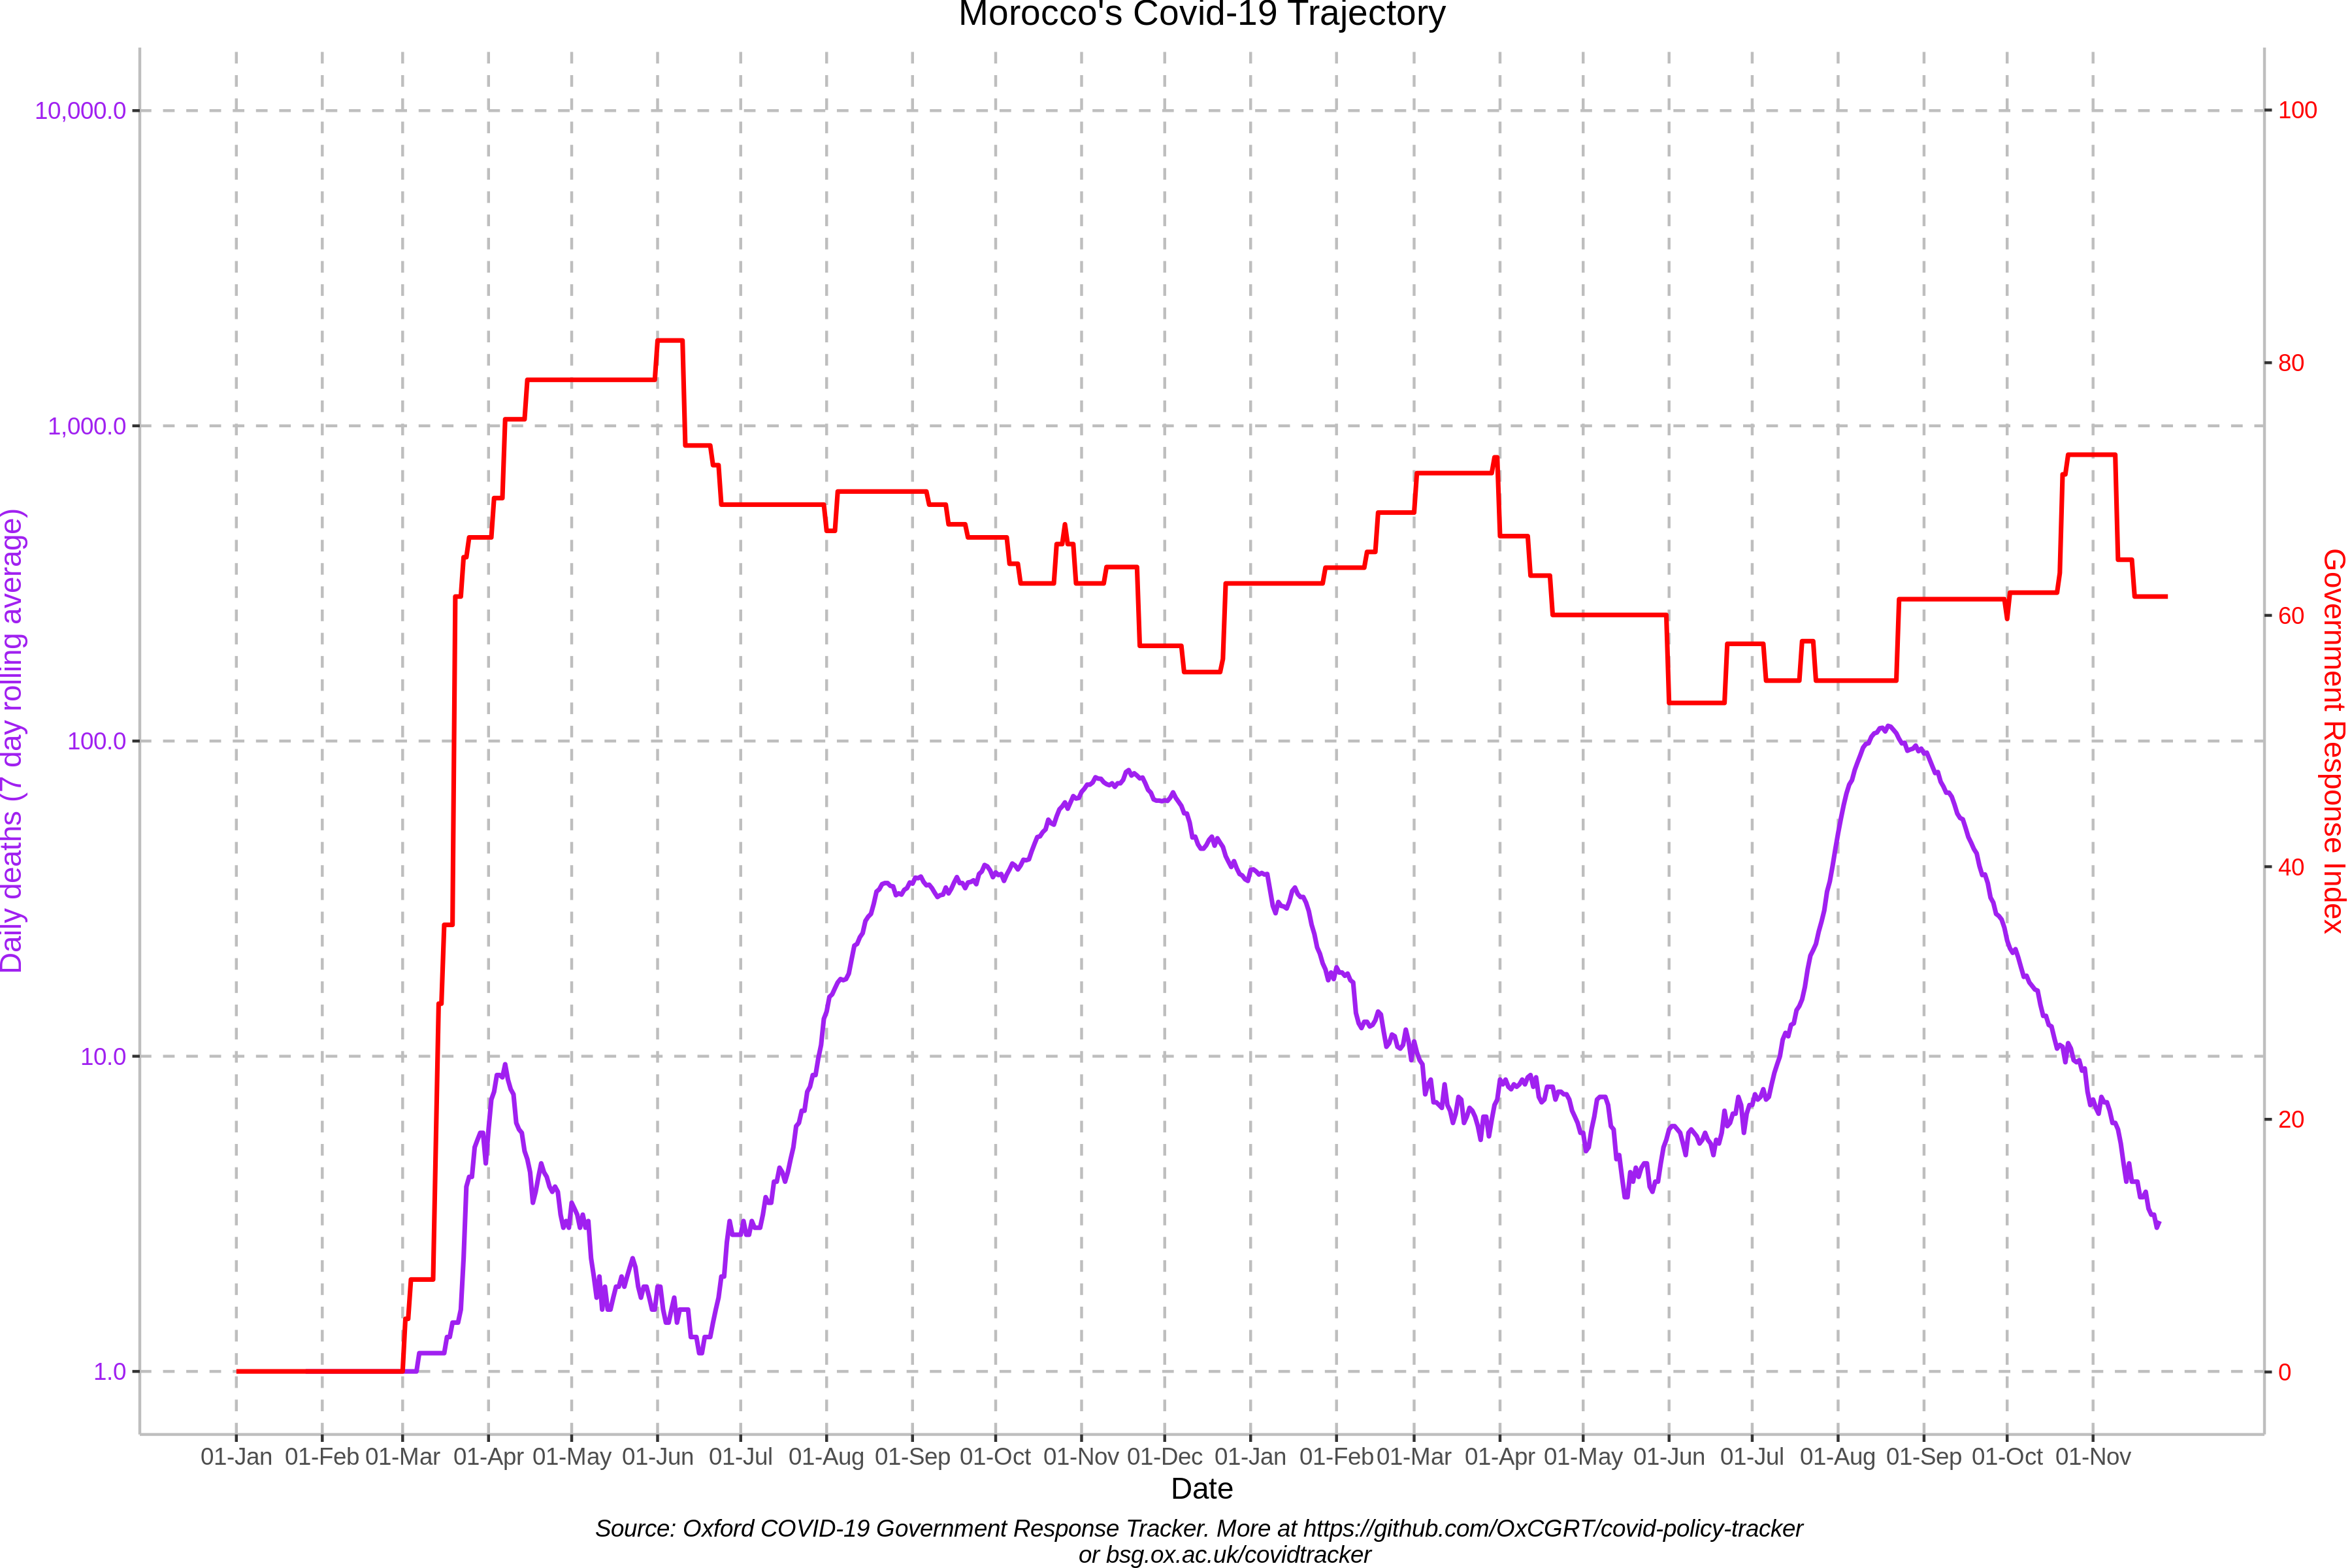 Morocco's Covid-19 Trajectory
10,000.0
1,000.0
100.0
10.0
1.0
Daily deaths (7 day rolling average)
100
80
60
40
20
0
Government Response Index
01-Jan 01-Feb 01-Mar 01-Apr 01-May 01-Jun 01-Jul 01-Aug 01-Sep 01-Oct 01-Nov 01-Dec 01-Jan 01-Feb 01-Mar 01-Apr 01-May 01-Jun 01-Jul 01-Aug 01-Sep 01-Oct 01-Nov
Date
Source: Oxford COVID-19 Government Response Tracker. More at https://github.com/OxCGRT/covid-policy-tracker
or bsg.ox.ac.uk/covidtracker